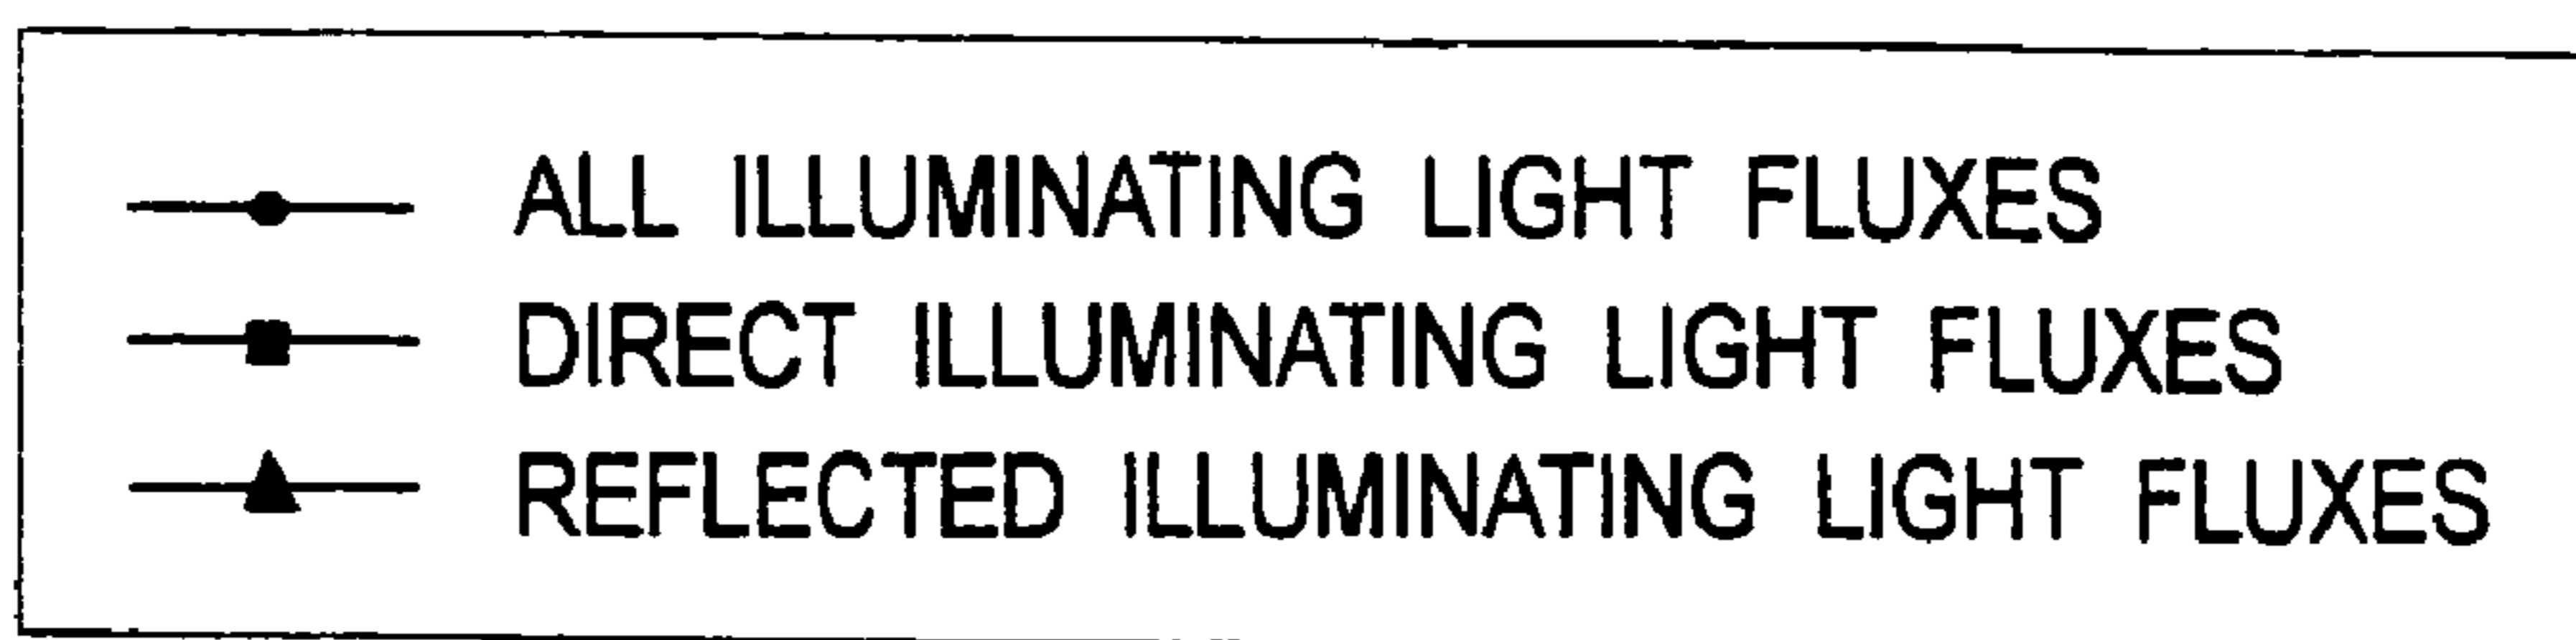 ALL ILLUMINATING LIGHT FLUXES
DIRECT ILLUMINATING LIGHT FLUXES
REFLECTED ILLUMINATING LIGHT FLUXES